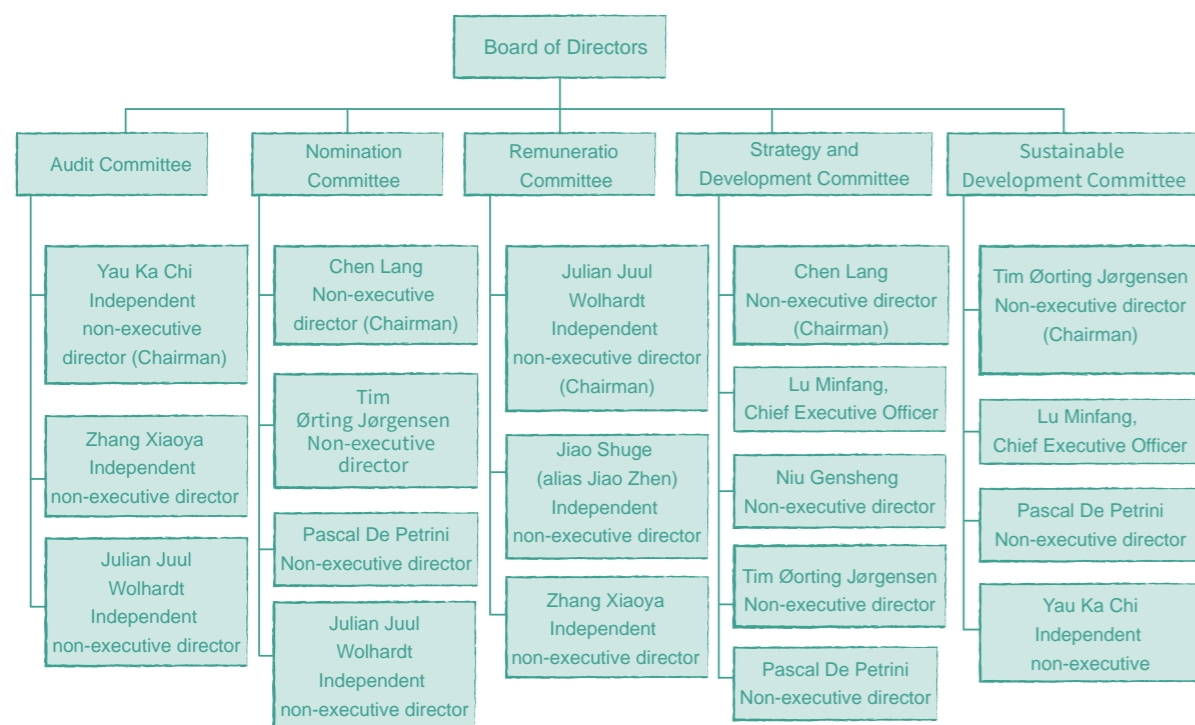 Board of Directors
Audit Committee
Yau Ka Chi
Independent
non-executive
director (Chairman)
Zhang Xiaoya
Independent
non-executive director
Julian Juul
Wolhardt
Independent
non-executive director
Nomination
Committee
Chen Lang
Non-executive
director (Chairman)
Tim
Ørting Jørgensen
Non-executive
director
Pascal De Petrini
Non-executive director
Julian Juul
Wolhardt
Independent
non-executive director
Remuneratio
Committee
Julian Juul
Wolhardt
Independent
non-executive director
(Chairman)
Jiao Shuge
(alias Jiao Zhen)
Independent
non-executive director
Zhang Xiaoya
Independent
non-executive director
Strategy and
Development Committee
Chen Lang
Non-executive director
(Chairman)
Lu Minfang,
Chief Executive Officer
Niu Gensheng
Non-executive director
Tim Øorting Jørgensen
Non-executive director
Pascal De Petrini
Non-executive director
Sustainable
Development Committee
Tim Øorting Jørgensen
Non-executive director
(Chairman)
Lu Minfang,
Chief Executive Officer
Pascal De Petrini
Non-executive director
Yau Ka Chi
Independent
non-executive